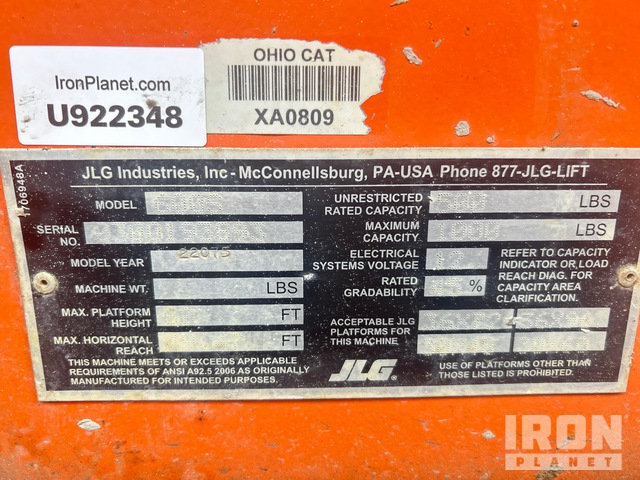 IronPlanet.com
U922348
OHIO CAT
XA0809
1706948A
JLG Industries, Inc - McConnellsburg, PA-USA Phone 877-JLG-LIFT
MODEL
SERIAL NO.
MODEL YEAR
MACHINE WT. LBS
MAX. PLATFORM HEIGHT FT
MAX. HORIZONTAL REACH FT
THIS MACHINE MEETS OR EXCEEDS APPLICABLE
REQUIREMENTS OF ANSI A92.5 2006 AS ORIGINALLY
MANUFACTURED FOR INTENDED PURPOSES.
UNRESTRICTED RATED CAPACITY LBS
MAXIMUM CAPACITY LBS
ELECTRICAL SYSTEMS VOLTAGE
RATED GRADABILITY %
REFER TO CAPACITY
INDICATOR OR LOAD
REACH DIAG. FOR
CAPACITY AREA
CLARIFICATION.
ACCEPTABLE JLG
PLATFORMS FOR
THIS MACHINE
JLG®
USE OF PLATFORMS OTHER THAN
THOSE LISTED IS PROHIBITED.
IRON
PLANET